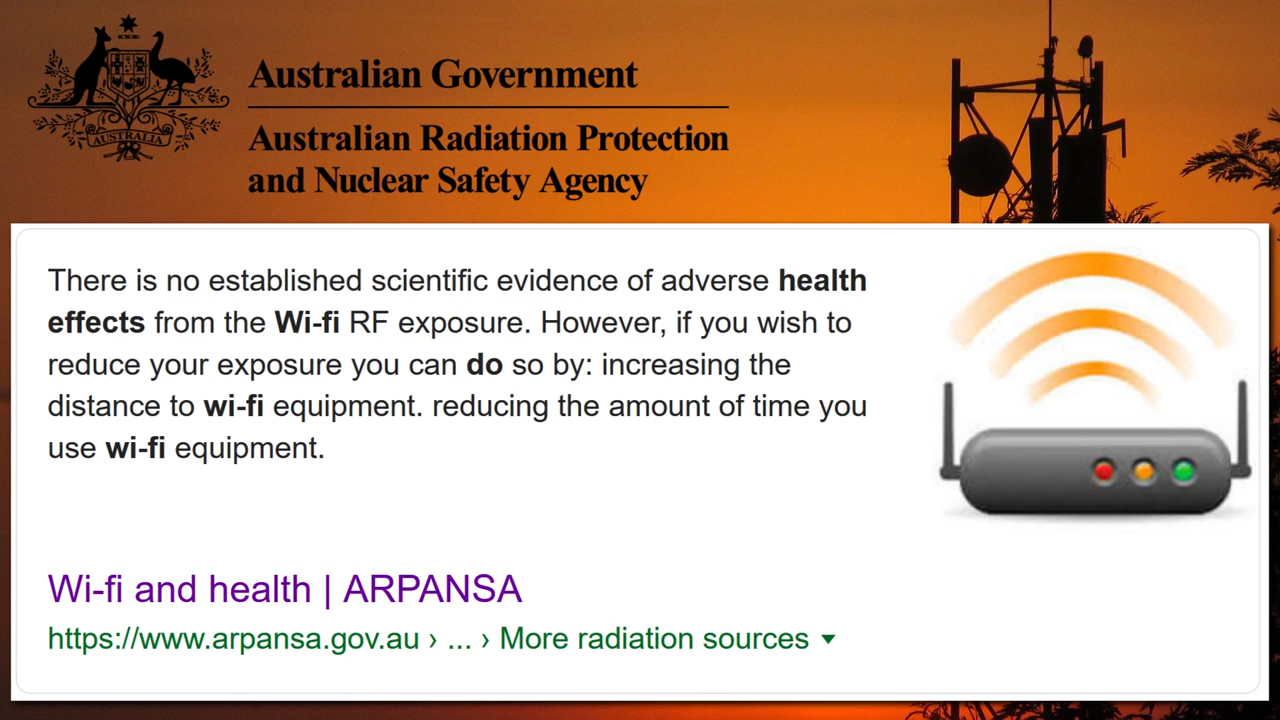 Australian Government
Australian Radiation Protection
and Nuclear Safety Agency
AUSTRALIA
There is no established scientific evidence of adverse health
effects from the Wi-fi RF exposure. However, if you wish to
reduce your exposure you can do so by: increasing the
distance to wi-fi equipment. reducing the amount of time you
use wi-fi equipment.
Wi-fi and health | ARPANSA
https://www.arpansa.gov.au › ... › More radiation sources